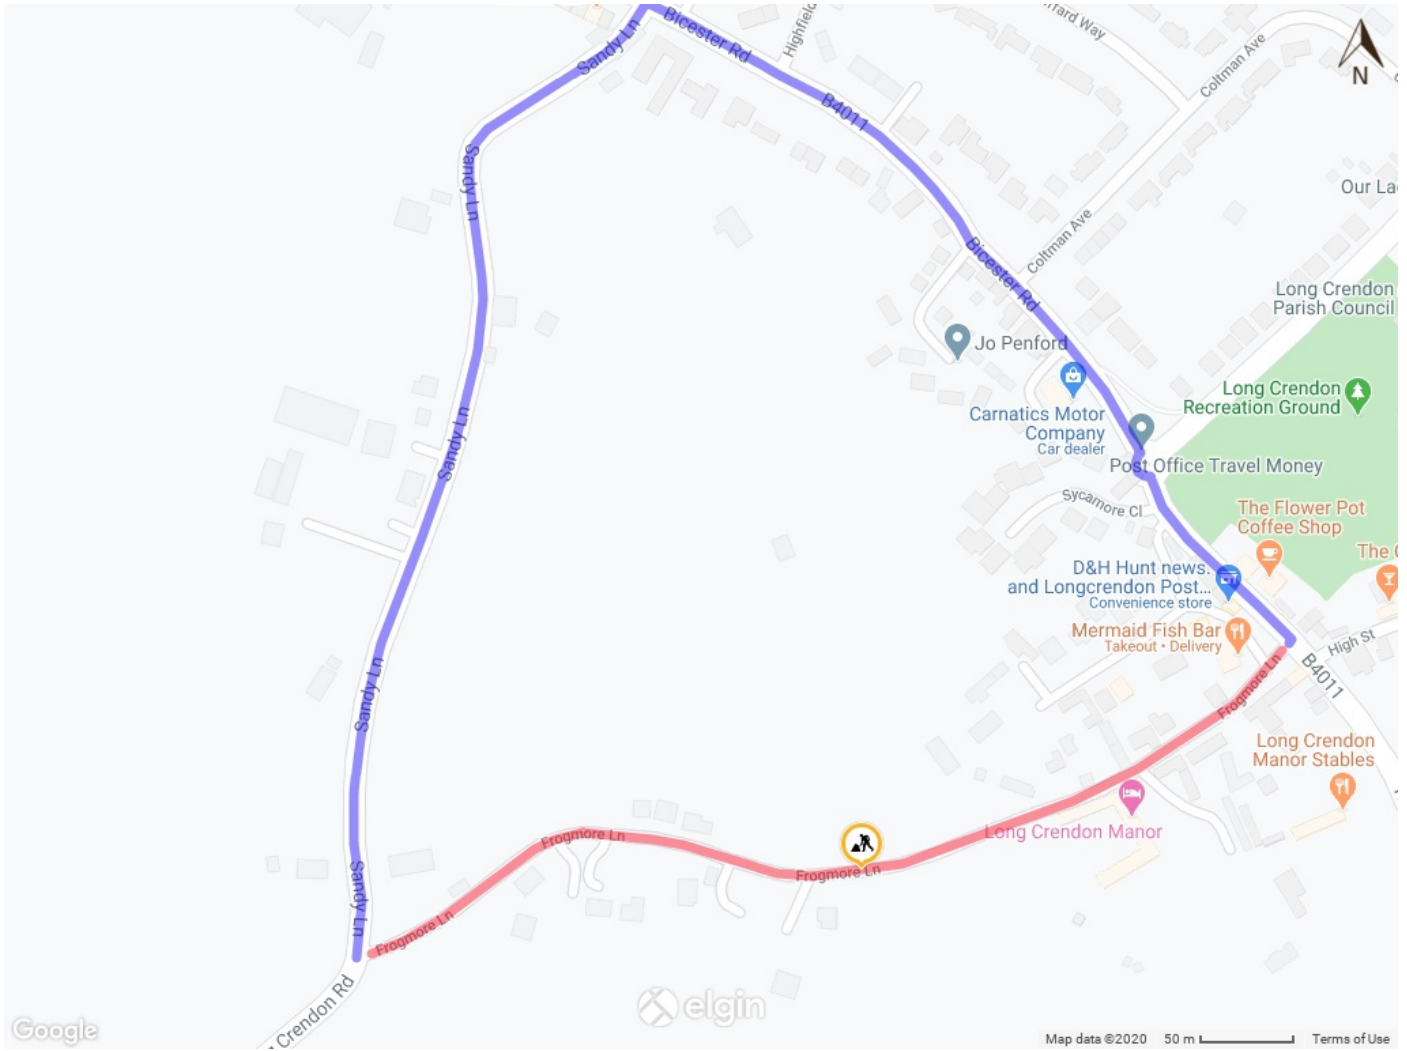 Sandy Ln
Bicester Rd
Highfield
rrard Way
Coltman Ave
N
B4011
Sandy Ln
Our La
Coltman Ave
Bicester Rd
Long Crendon
Parish Council
Jo Penford
Long Crendon
Recreation Ground
Carnatics Motor
Company
Car dealer
Sandy Ln
Post Office Travel Money
Sycamore Cl
The Flower Pot
Coffee Shop
The C
D&H Hunt news.
and Longcrendon Post...
Convenience store
Mermaid Fish Bar
Takeout • Delivery
High St
B4011
Sandy Ln
Frogmore Ln
Long Crendon
Manor Stables
Long Crendon Manor
Frogmore Ln
Frogmore Ln
Sandy Ln
Frogmore Ln
Crendon Rd
elgin
Google
Map data ©2020 50 m Terms of Use